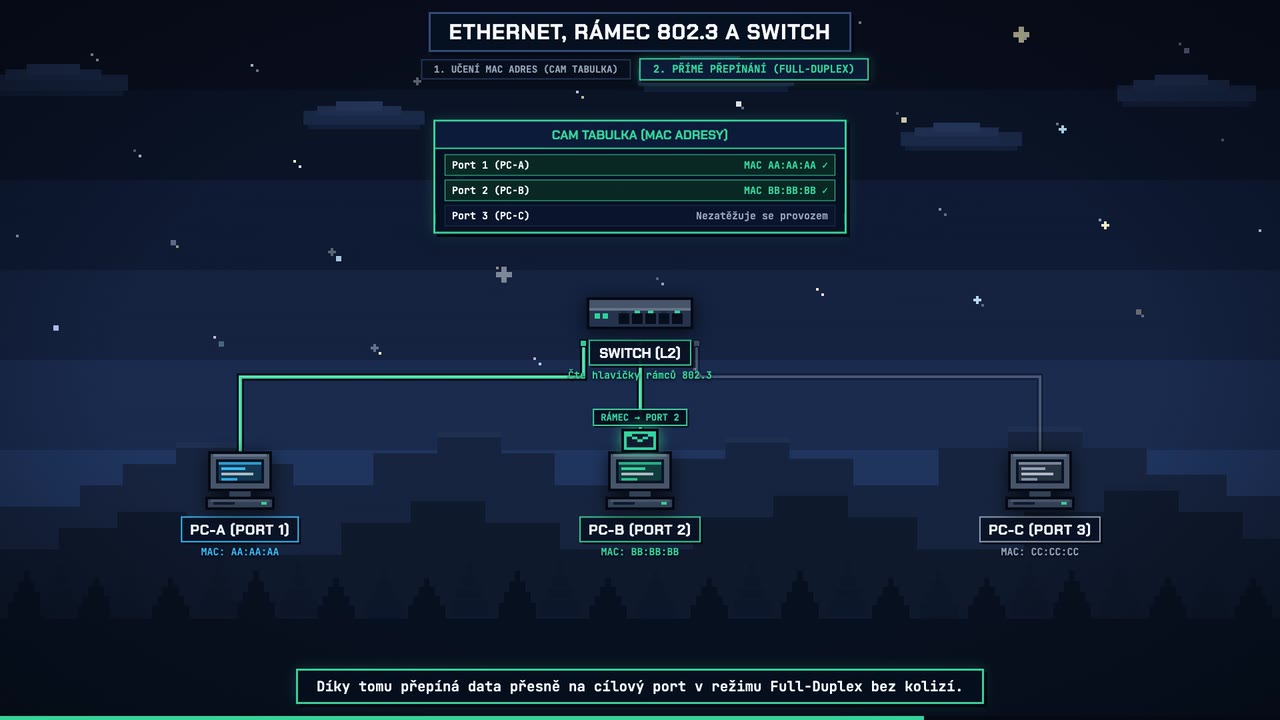 ETHERNET, RÁMEC 802.3 A SWITCH
1. UČENÍ MAC ADRES (CAM TABULKA)
2. PŘÍMÉ PŘEPÍNÁNÍ (FULL-DUPLEX)
CAM TABULKA (MAC ADRESY)
Port 1 (PC-A) MAC AA:AA:AA ✓
Port 2 (PC-B) MAC BB:BB:BB ✓
Port 3 (PC-C) Nezatěžuje se provozem
SWITCH (L2)
Čte hlavičky rámců 802.3
RÁMEC → PORT 2
PC-A (PORT 1)
MAC: AA:AA:AA
PC-B (PORT 2)
MAC: BB:BB:BB
PC-C (PORT 3)
MAC: CC:CC:CC
Díky tomu přepíná data přesně na cílový port v režimu Full-Duplex bez kolizí.